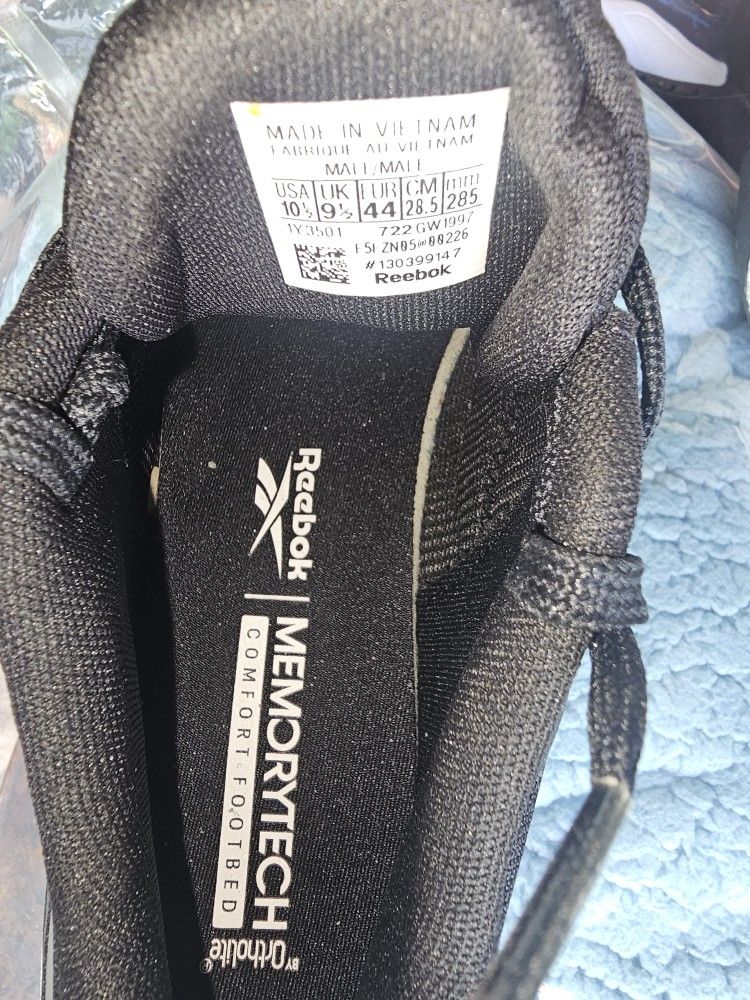 MADE IN VIETNAM
FABRIQUE AU VIETNAM
MALE/MALE
USA UK EUR CM mm
10½ 9½ 44 28.5 285
1Y3501 722 GW1997
#130399147
Reebok
Reebok | MEMORYTECH
COMFORT FOOTBED
BY Ortholite